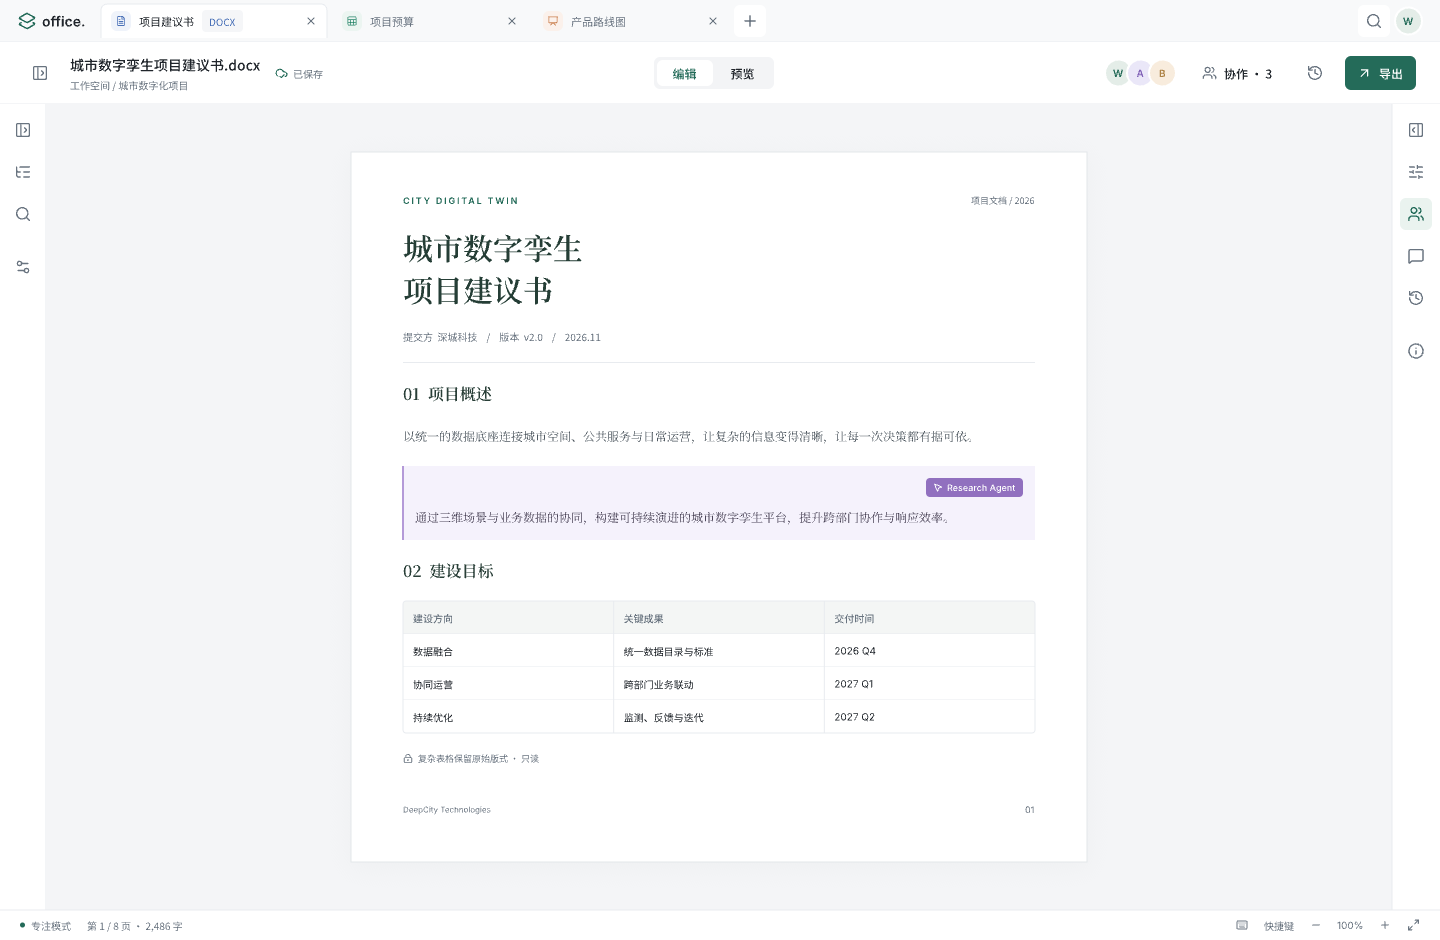 office.
项目建议书 DOCX
项目预算
产品路线图
W
城市数字孪生项目建议书.docx
已保存
工作空间 / 城市数字化项目
编辑
预览
W A B
协作 · 3
导出
CITY DIGITAL TWIN
项目文档 / 2026
城市数字孪生
项目建议书
提交方 深城科技 / 版本 v2.0 / 2026.11
01 项目概述
以统一的数据底座连接城市空间、公共服务与日常运营，让复杂的信息变得清晰，让每一次决策都有据可依。
Research Agent
通过三维场景与业务数据的协同，构建可持续演进的城市数字孪生平台，提升跨部门协作与响应效率。
02 建设目标
建设方向 关键成果 交付时间
数据融合 统一数据目录与标准 2026 Q4
协同运营 跨部门业务联动 2027 Q1
持续优化 监测、反馈与迭代 2027 Q2
复杂表格保留原始版式 · 只读
DeepCity Technologies
01
专注模式
第 1 / 8 页 · 2,486 字
快捷键
100%